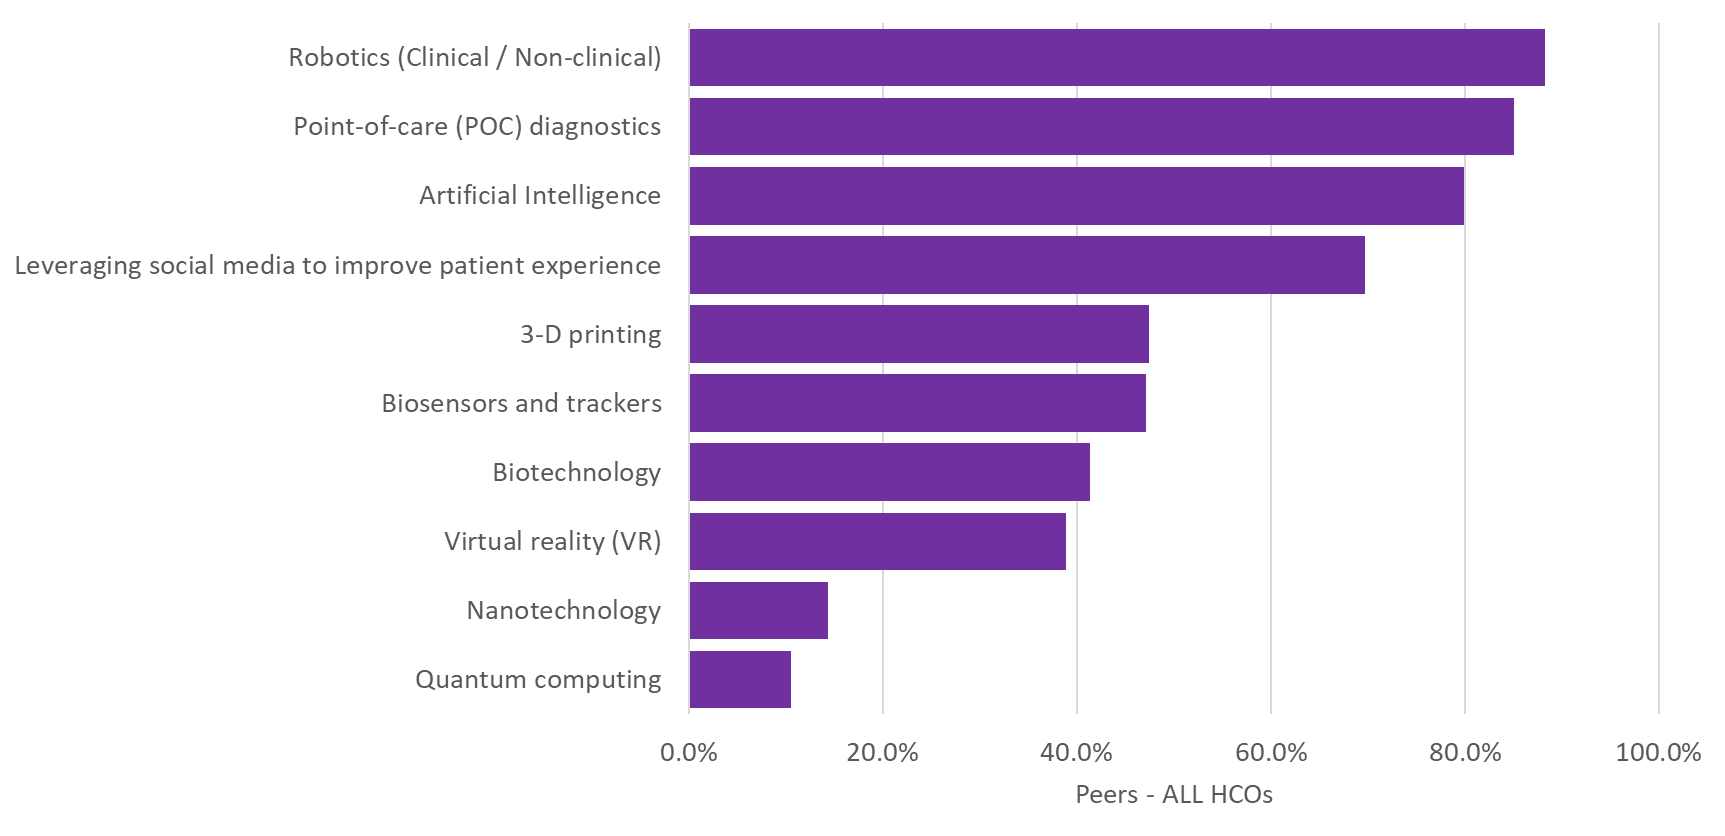 Robotics (Clinical / Non-clinical)
Point-of-care (POC) diagnostics
Artificial Intelligence
Leveraging social media to improve patient experience
3-D printing
Biosensors and trackers
Biotechnology
Virtual reality (VR)
Nanotechnology
Quantum computing
0.0% 20.0% 40.0% 60.0% 80.0% 100.0%
Peers - ALL HCOs